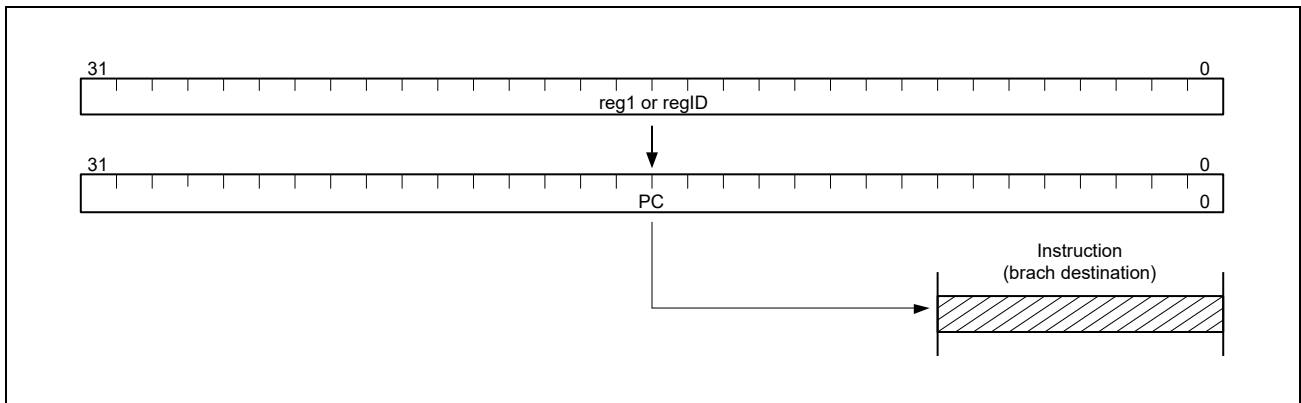 31 0
reg1 or regID
31 0
PC 0
Instruction
(brach destination)